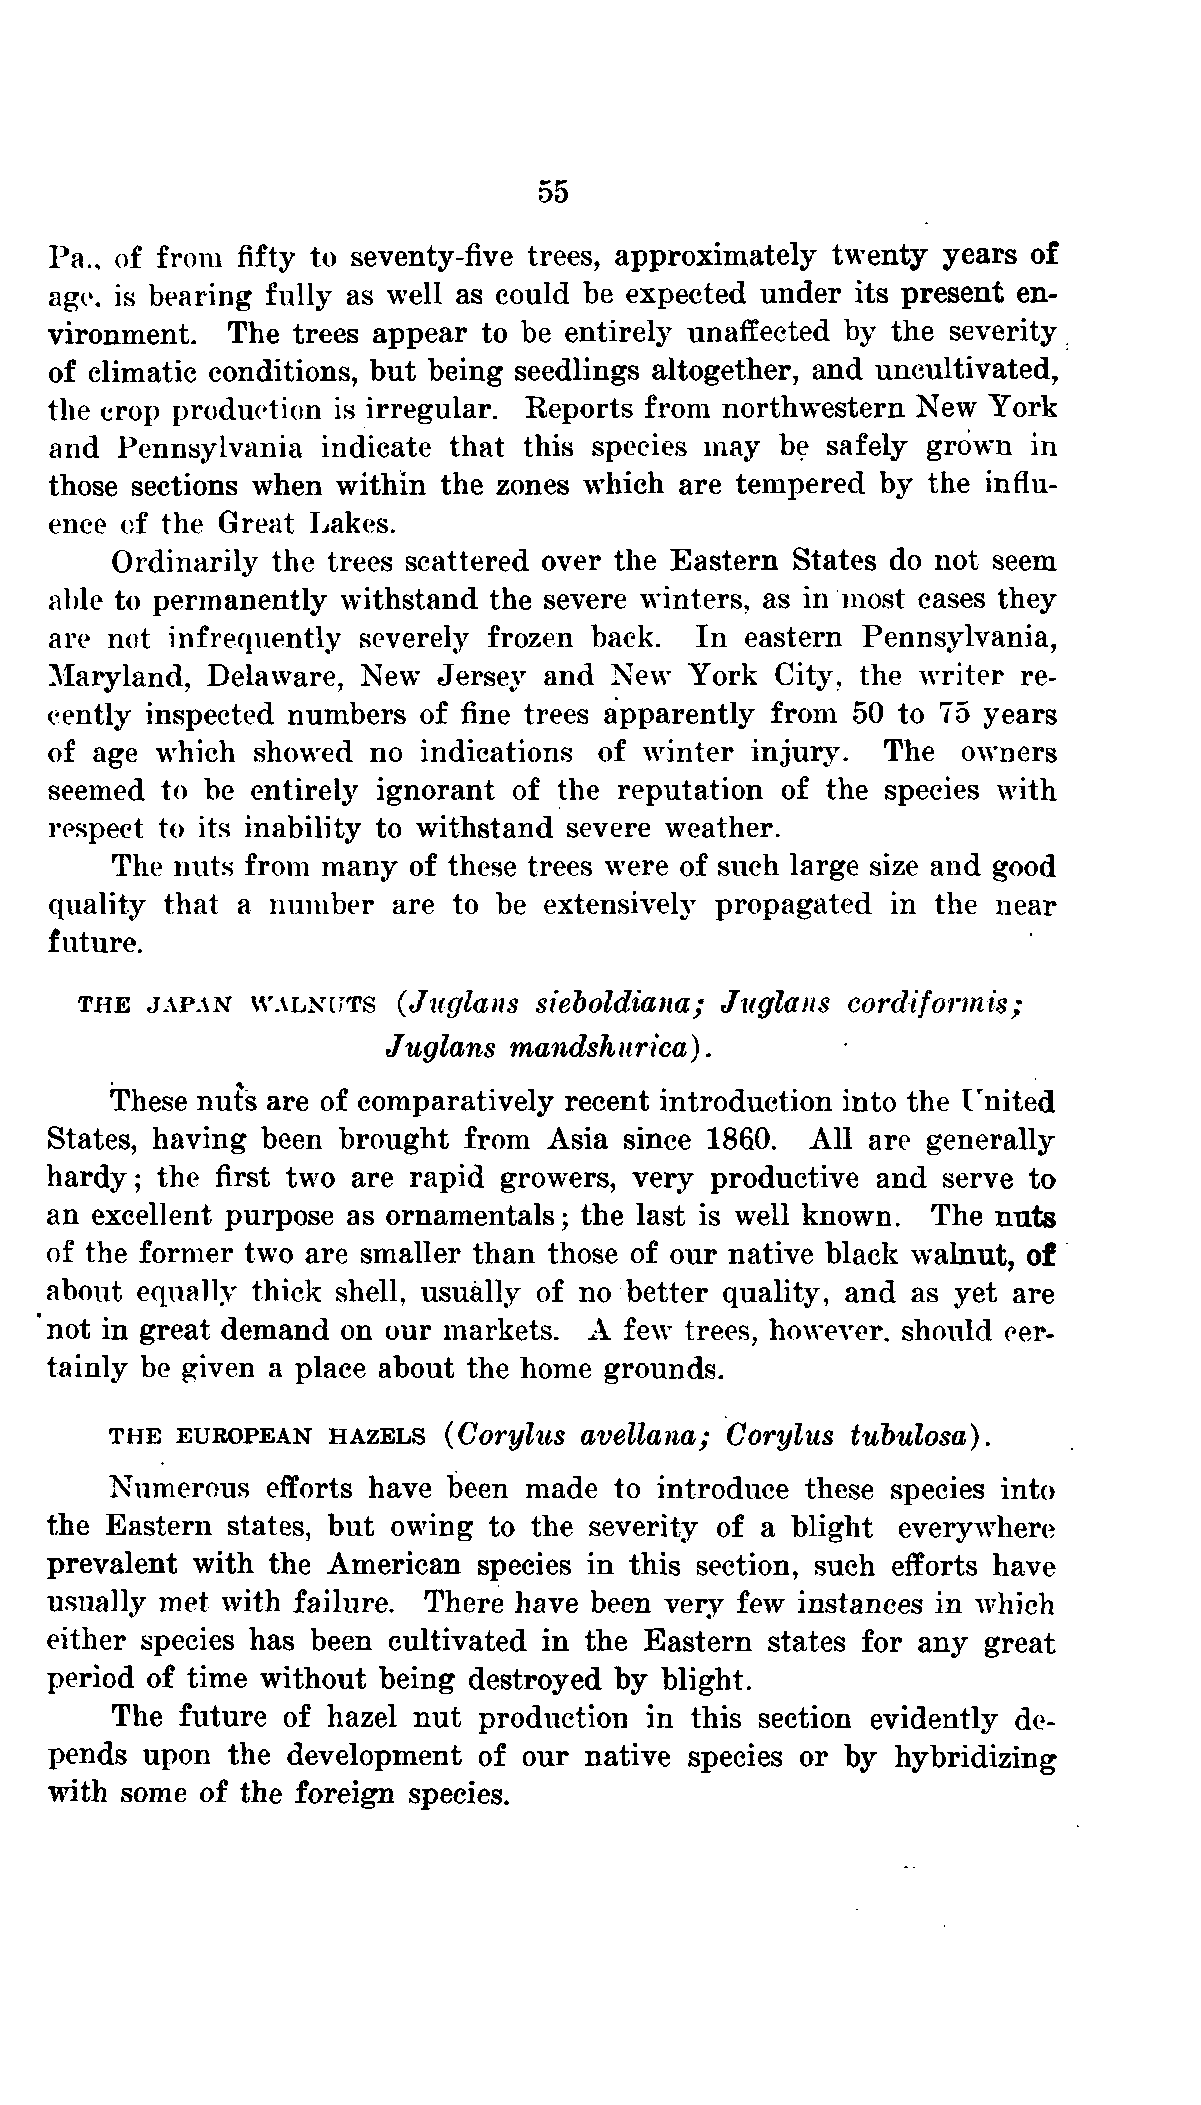 55
Pa., of from fifty to seventy-five trees, approximately twenty years of
age, is bearing fully as well as could be expected under its present en-
vironment. The trees appear to be entirely unaffected by the severity
of climatic conditions, but being seedlings altogether, and uncultivated,
the crop production is irregular. Reports from northwestern New York
and Pennsylvania indicate that this species may be safely grown in
those sections when within the zones which are tempered by the influ-
ence of the Great Lakes.
Ordinarily the trees scattered over the Eastern States do not seem
able to permanently withstand the severe winters, as in most cases they
are not infrequently severely frozen back. In eastern Pennsylvania,
Maryland, Delaware, New Jersey and New York City, the writer re-
cently inspected numbers of fine trees apparently from 50 to 75 years
of age which showed no indications of winter injury. The owners
seemed to be entirely ignorant of the reputation of the species with
respect to its inability to withstand severe weather.
The nuts from many of these trees were of such large size and good
quality that a number are to be extensively propagated in the near
future.
THE JAPAN WALNUTS (Juglans sieboldiana; Juglans cordiformis;
Juglans mandshurica).
These nuts are of comparatively recent introduction into the United
States, having been brought from Asia since 1860. All are generally
hardy; the first two are rapid growers, very productive and serve to
an excellent purpose as ornamentals; the last is well known. The nuts
of the former two are smaller than those of our native black walnut, of
about equally thick shell, usually of no better quality, and as yet are
not in great demand on our markets. A few trees, however, should cer-
tainly be given a place about the home grounds.
THE EUROPEAN HAZELS (Corylus avellana; Corylus tubulosa).
Numerous efforts have been made to introduce these species into
the Eastern states, but owing to the severity of a blight everywhere
prevalent with the American species in this section, such efforts have
usually met with failure. There have been very few instances in which
either species has been cultivated in the Eastern states for any great
period of time without being destroyed by blight.
The future of hazel nut production in this section evidently de-
pends upon the development of our native species or by hybridizing
with some of the foreign species.